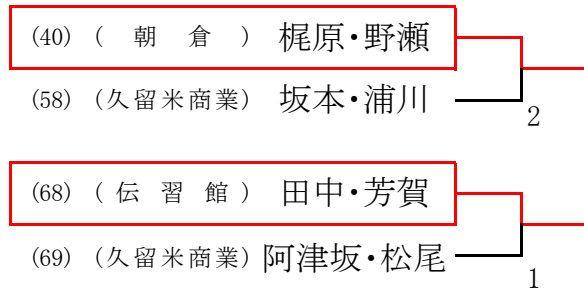 (40) (朝倉) 梶原・野瀬
(58) (久留米商業) 坂本・浦川
2
(68) (伝習館) 田中・芳賀
(69) (久留米商業) 阿津坂・松尾
1